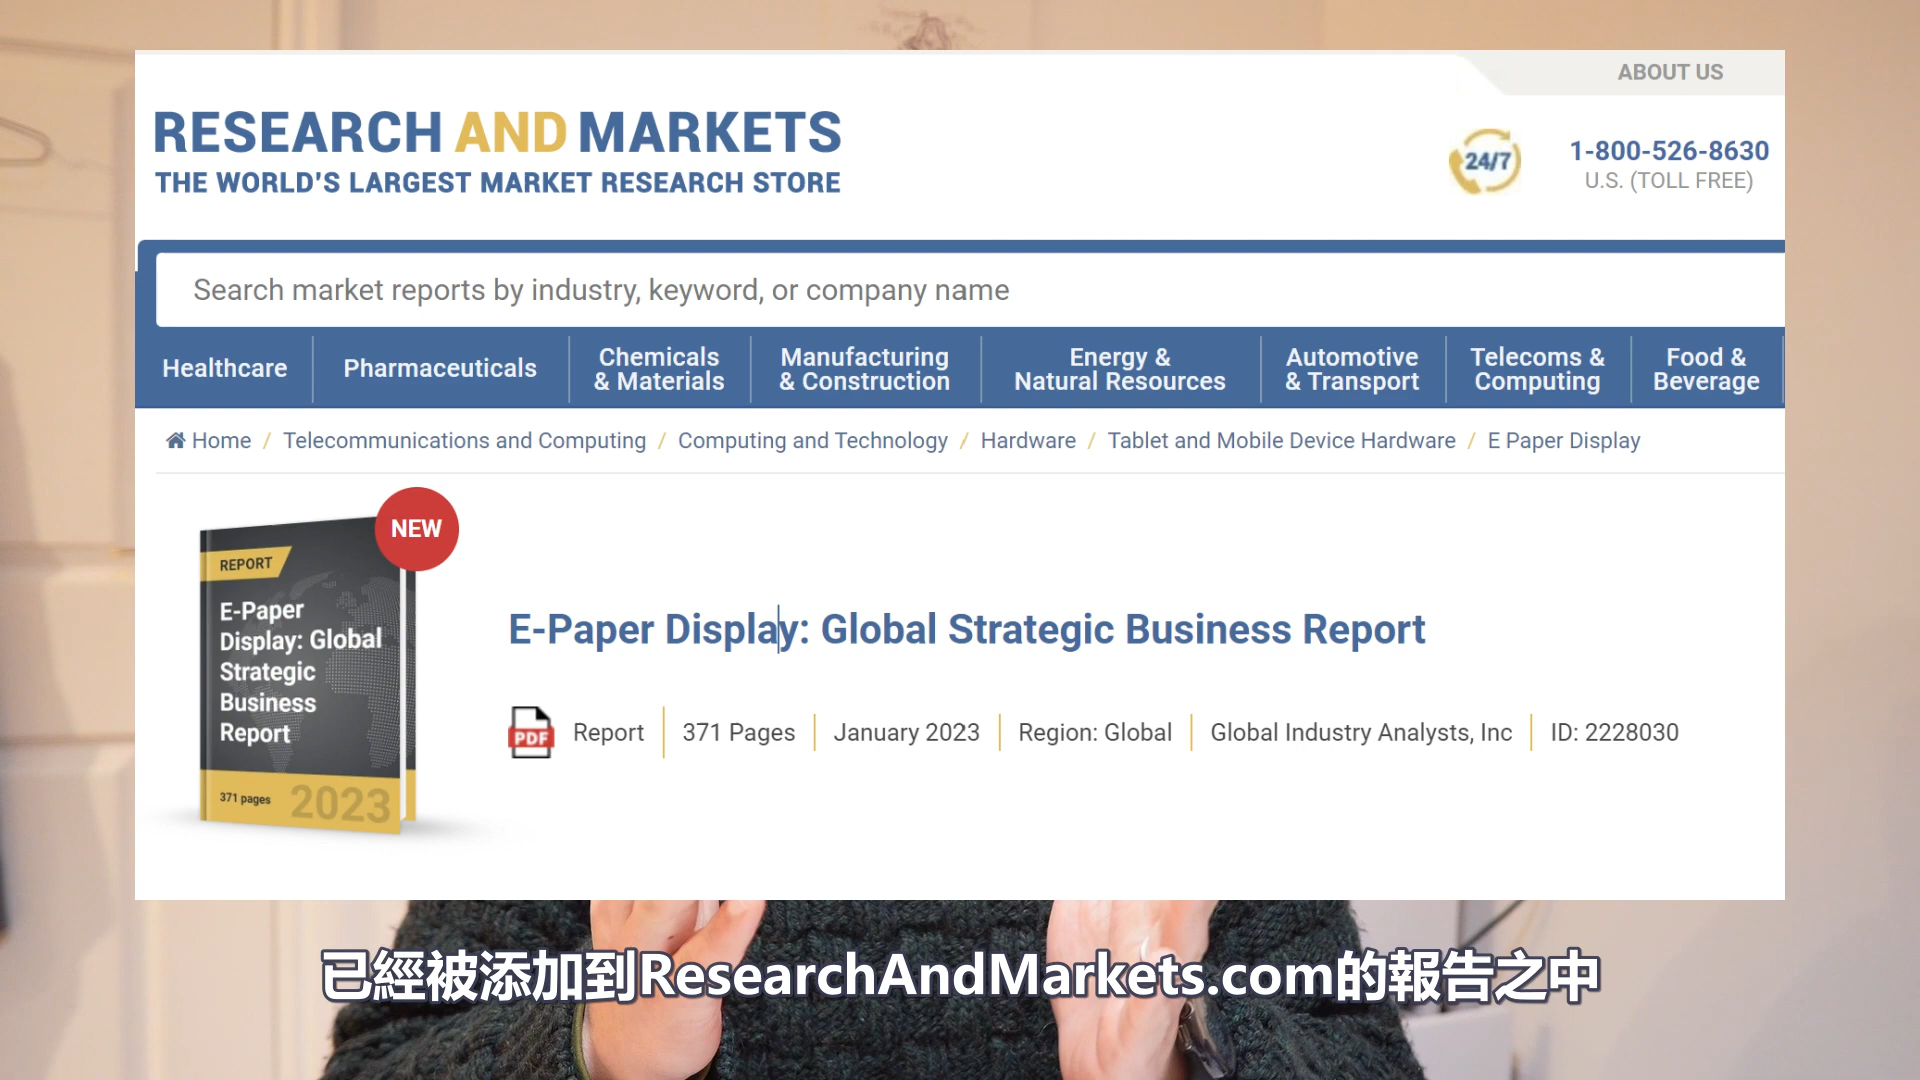 ABOUT US
RESEARCH AND MARKETS
THE WORLD'S LARGEST MARKET RESEARCH STORE
24/7
1-800-526-8630
U.S. (TOLL FREE)
Search market reports by industry, keyword, or company name
Healthcare
Pharmaceuticals
Chemicals
& Materials
Manufacturing
& Construction
Energy &
Natural Resources
Automotive
& Transport
Telecoms &
Computing
Food &
Beverage
Home / Telecommunications and Computing / Computing and Technology / Hardware / Tablet and Mobile Device Hardware / E Paper Display
NEW
REPORT
E-Paper
Display: Global
Strategic
Business
Report
371 pages 2023
E-Paper Display: Global Strategic Business Report
PDF Report 371 Pages January 2023 Region: Global Global Industry Analysts, Inc ID: 2228030
已經被添加到ResearchAndMarkets.com的報告之中